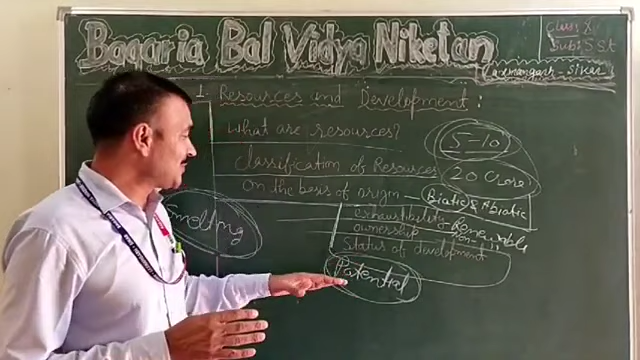 Bagaria Bal Vidya Niketan
Laxmangarh - Sikar
Class X
Sub: S.St
1. Resources and Development :
What are resources?
5-10
Classification of Resources
20 crore
on the basis of origin - Biotic & Abiotic
exhaustibility Renewable
Non-
ownership
Status of development
Potential
Smelting